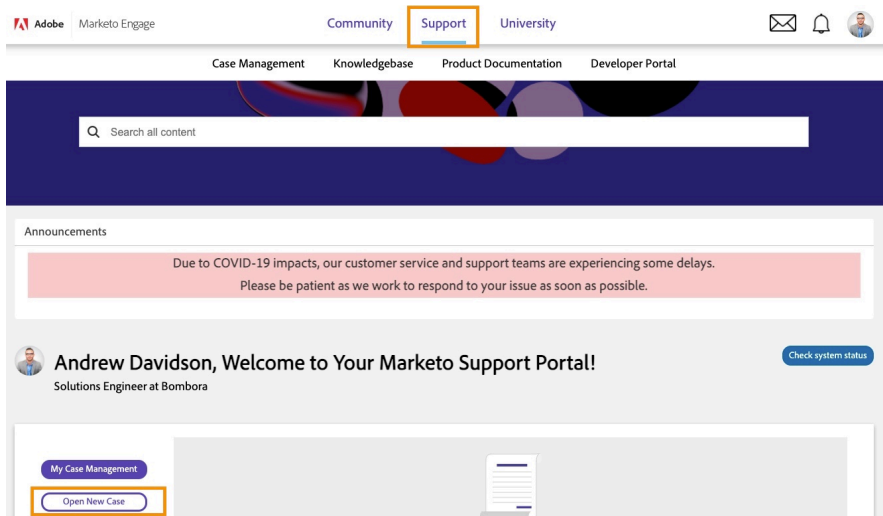 Adobe Marketo Engage Community Support University
Case Management Knowledgebase Product Documentation Developer Portal
Search all content
Announcements
Due to COVID-19 impacts, our customer service and support teams are experiencing some delays.
Please be patient as we work to respond to your issue as soon as possible.
Andrew Davidson, Welcome to Your Marketo Support Portal!
Check system status
Solutions Engineer at Bombora
My Case Management
Open New Case